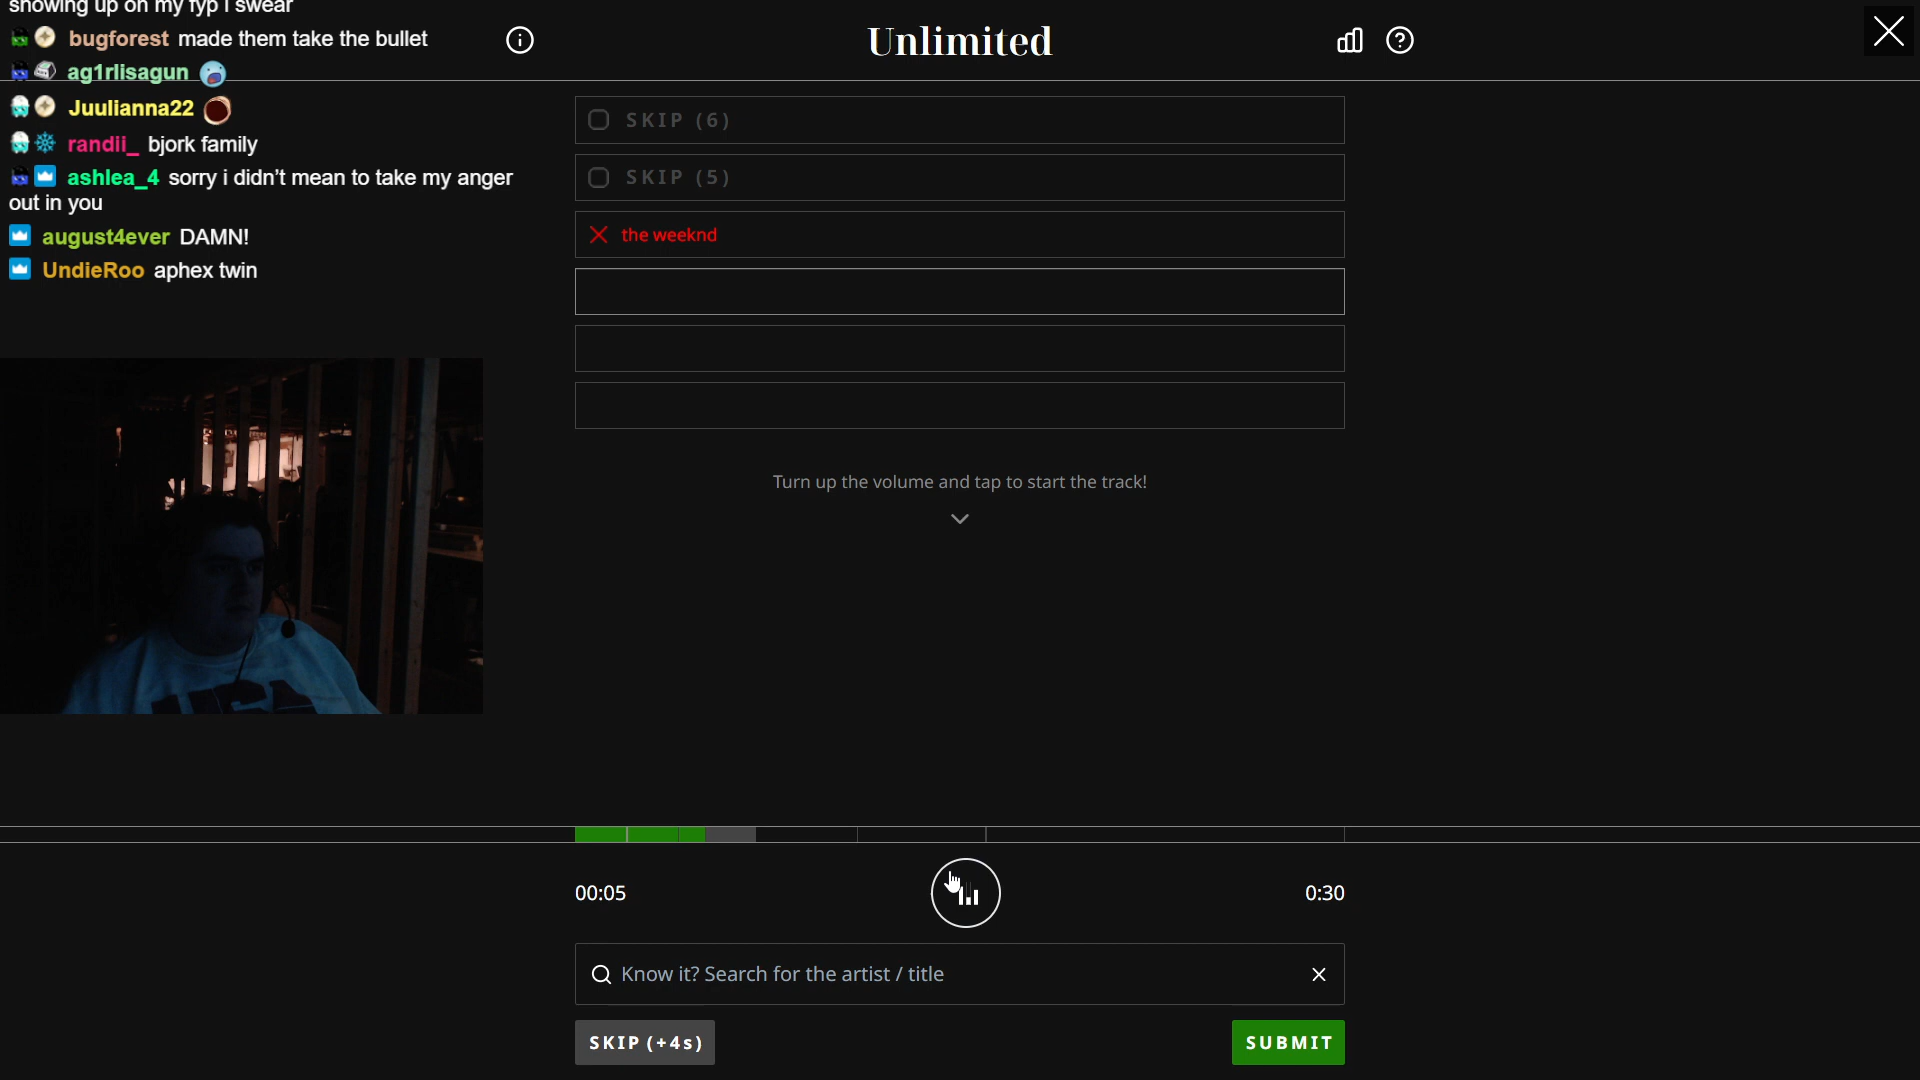 showing up on my fyp i swear
bugforest made them take the bullet
ag1rlisagun
Juulianna22
randii_ bjork family
ashlea_4 sorry i didn't mean to take my anger
out in you
august4ever DAMN!
UndieRoo aphex twin
Unlimited
SKIP (6)
SKIP (5)
the weeknd
Turn up the volume and tap to start the track!
00:05
0:30
Know it? Search for the artist / title
SKIP (+4s)
SUBMIT